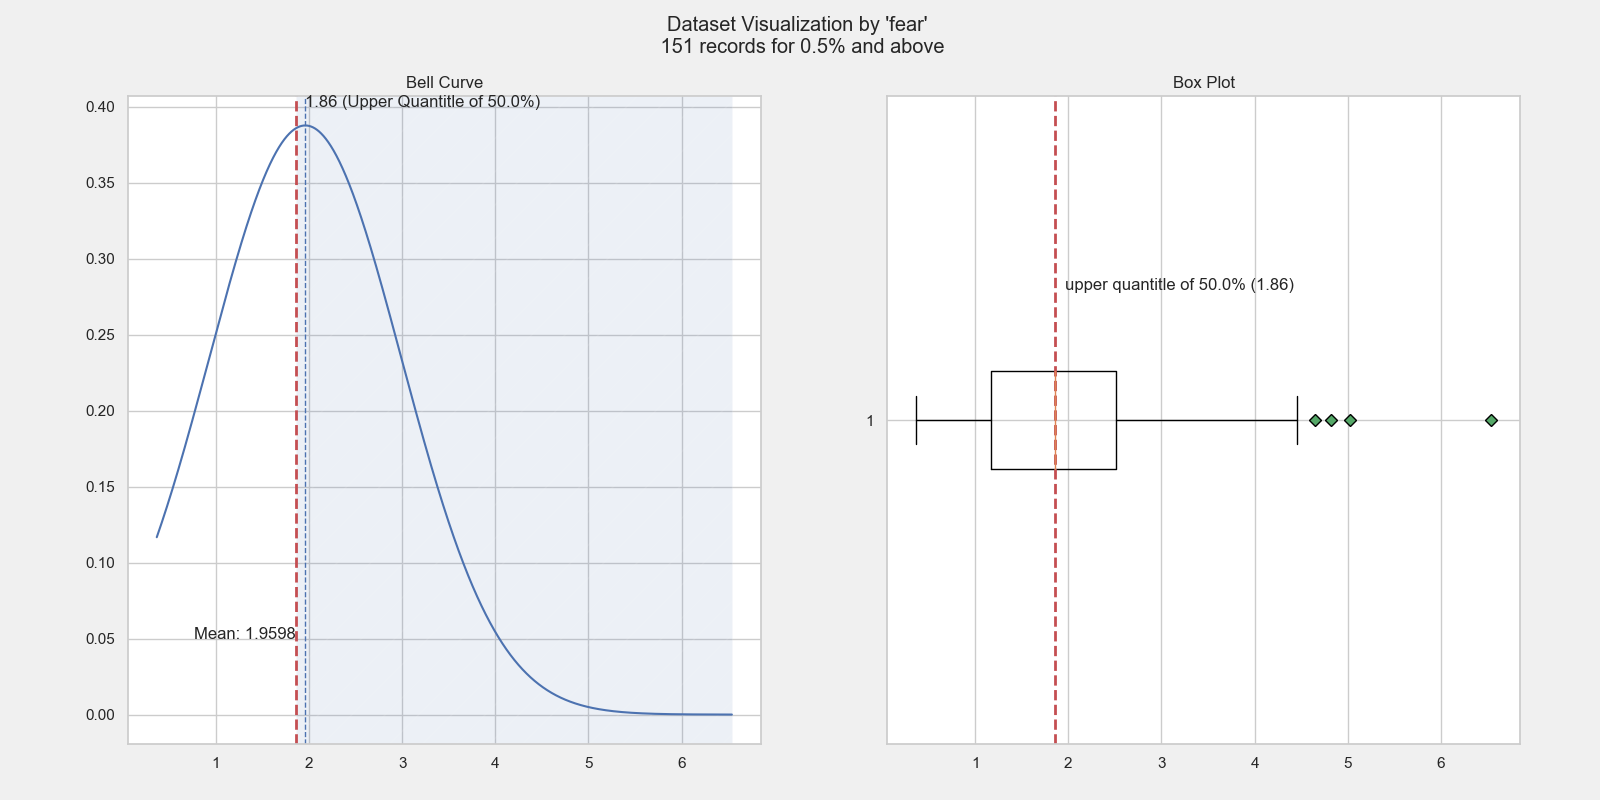 Dataset Visualization by 'fear'
151 records for 0.5% and above
Bell Curve
1.86 (Upper Quantitle of 50.0%)
0.40
0.35
0.30
0.25
0.20
0.15
0.10
0.05
0.00
Mean: 1.9598
1 2 3 4 5 6
Box Plot
upper quantitle of 50.0% (1.86)
1
1 2 3 4 5 6